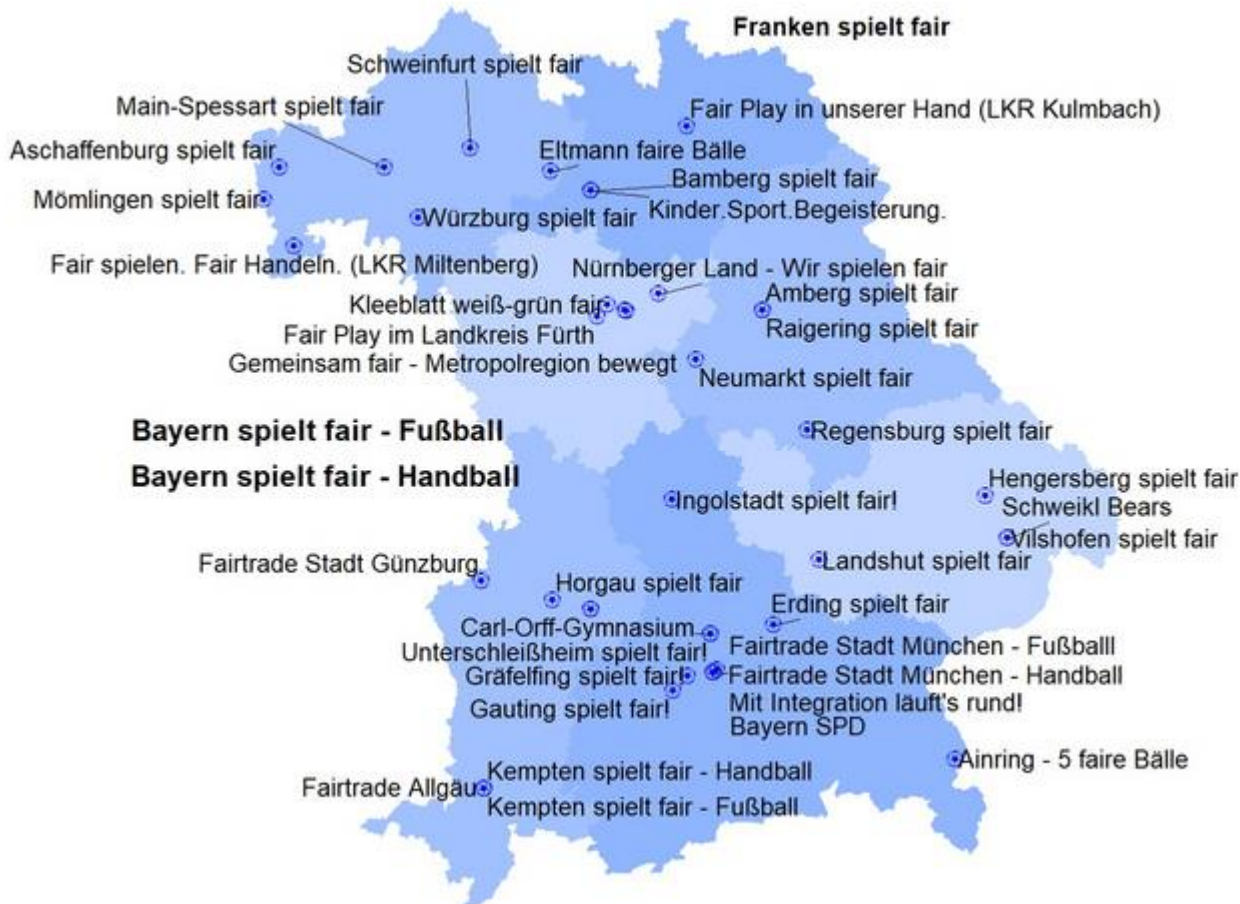 Franken spielt fair
Schweinfurt spielt fair
Main-Spessart spielt fair
Fair Play in unserer Hand (LKR Kulmbach)
Aschaffenburg spielt fair
Eltmann faire Bälle
Bamberg spielt fair
Mömlingen spielt fair
Kinder.Sport.Begeisterung.
Würzburg spielt fair
Fair spielen. Fair Handeln. (LKR Miltenberg)
Nürnberger Land - Wir spielen fair
Kleeblatt weiß-grün fair
Amberg spielt fair
Fair Play im Landkreis Fürth
Raigering spielt fair
Gemeinsam fair - Metropolregion bewegt
Neumarkt spielt fair
Bayern spielt fair - Fußball
Regensburg spielt fair
Bayern spielt fair - Handball
Hengersberg spielt fair
Ingolstadt spielt fair!
Schweikl Bears
Vilshofen spielt fair
Fairtrade Stadt Günzburg
Landshut spielt fair
Horgau spielt fair
Erding spielt fair
Carl-Orff-Gymnasium
Unterschleißheim spielt fair!
Fairtrade Stadt München - Fußballl
Gräfelfing spielt fair!
Fairtrade Stadt München - Handball
Gauting spielt fair!
Mit Integration läuft's rund!
Bayern SPD
Ainring - 5 faire Bälle
Fairtrade Allgäu
Kempten spielt fair - Handball
Kempten spielt fair - Fußball